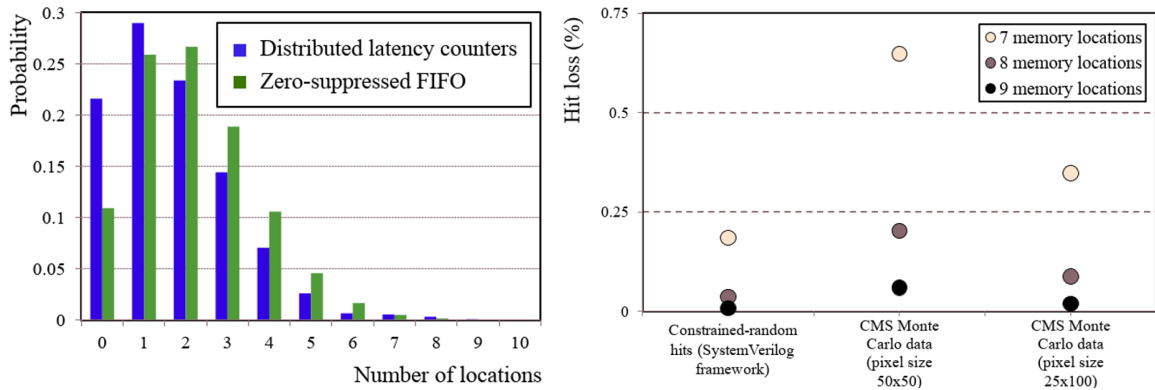 Probability
0.3
0.25
0.2
0.15
0.1
0.05
0
Distributed latency counters
Zero-suppressed FIFO
0 1 2 3 4 5 6 7 8 9 10
Number of locations
Hit loss (%)
0.75
0.5
0.25
0
7 memory locations
8 memory locations
9 memory locations
Constrained-random
hits (SystemVerilog
framework)
CMS Monte
Carlo data
(pixel size
50x50)
CMS Monte
Carlo data
(pixel size
25x100)